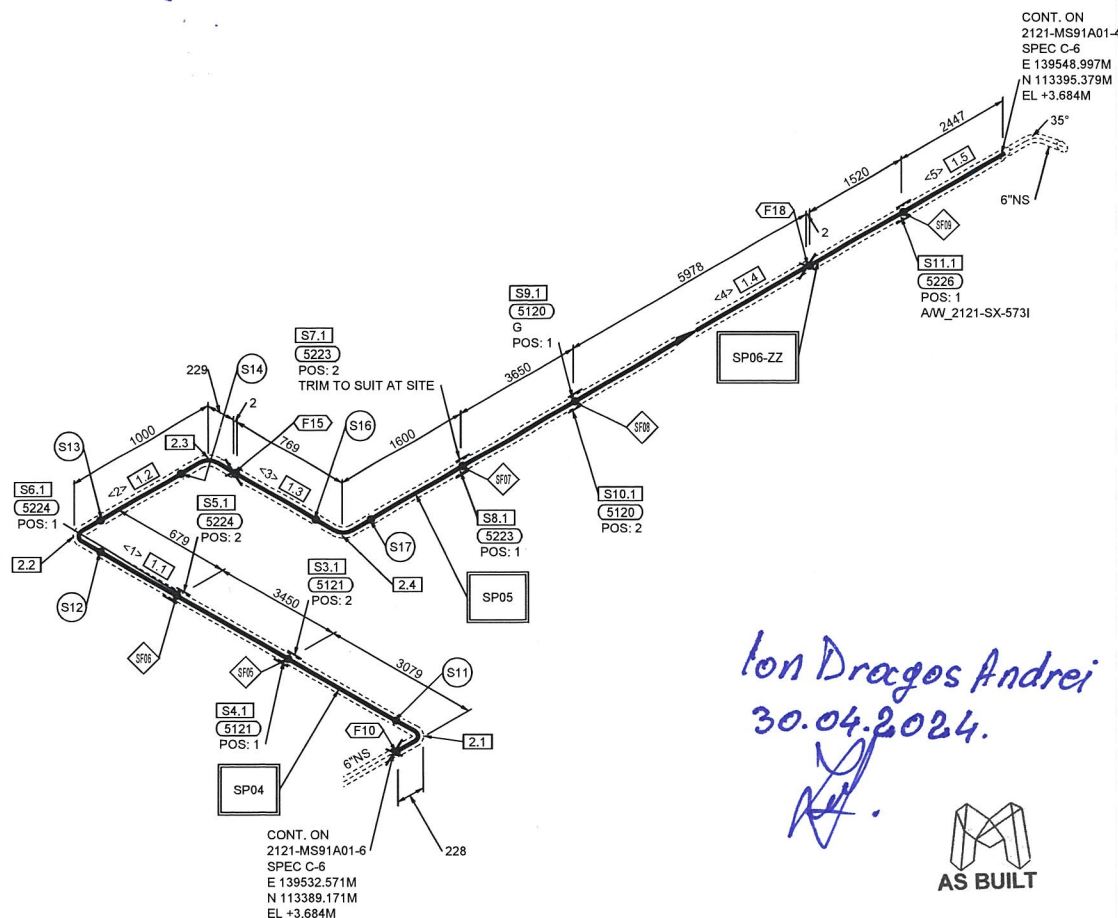 CONT. ON
2121-MS91A01-4
SPEC C-6
E 139548.997M
N 113395.379M
EL +3.684M
35°
6"NS
2447
<5> 1.5
1520
SF09
F18
2
S11.1
5226
POS: 1
A/W_2121-SX-573I
5978
<4> 1.4
SP06-ZZ
S9.1
5120
G
POS: 1
S7.1
5223
POS: 2
TRIM TO SUIT AT SITE
3650
SF08
229
S14
2
F15
S16
1600
1000
769
S13
2.3
<2> 1.2
<3> 1.3
SF07
S10.1
5120
POS: 2
S6.1
5224
POS: 1
S5.1
5224
POS: 2
S8.1
5223
POS: 1
S17
679
2.2
<1> 1.1
2.4
S3.1
5121
POS: 2
SP05
S12
3450
SF06
SF05
3079
S11
S4.1
5121
POS: 1
F10
2.1
6"NS
SP04
228
CONT. ON
2121-MS91A01-6
SPEC C-6
E 139532.571M
N 113389.171M
EL +3.684M
Ion Dragos Andrei
30.04.2024.
AS BUILT